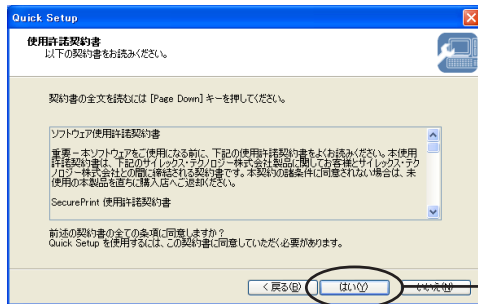 Quick Setup
使用許諾契約書
以下の契約書をお読みください。
契約書の全文を読むには [Page Down] キーを押してください。
ソフトウェア使用許諾契約書
重要 − 本ソフトウェアをご使用になる前に、下記の使用許諾契約書をよくお読みください。本使用
許諾契約書は、下記のサイレックス・テクノロジー株式会社製品に関してお客様とサイレックス・テク
ノロジー株式会社との間に締結される契約書です。本契約の諸条件に同意されない場合は、未
使用の本製品を直ちに購入店へご返却ください。
SecurePrint 使用許諾契約書
前述の契約書の全ての条項に同意しますか?
Quick Setup を使用するには、この契約書に同意していただく必要があります。
< 戻る(B)
はい(Y)
いいえ(N)